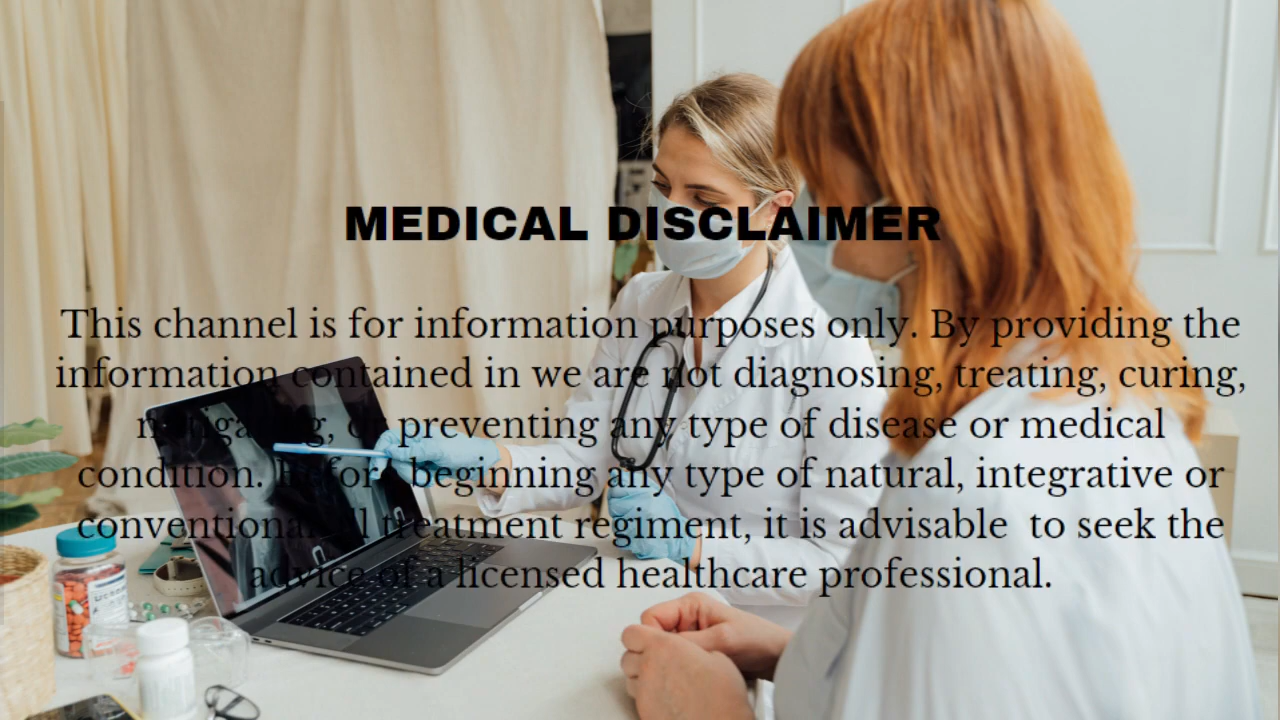 MEDICAL DISCLAIMER
This channel is for information purposes only. By providing the
information contained in we are not diagnosing, treating, curing,
or preventing any type of disease or medical
condition. Before beginning any type of natural, integrative or
treatment regiment, it is advisable to seek the
advice of a licensed healthcare professional.